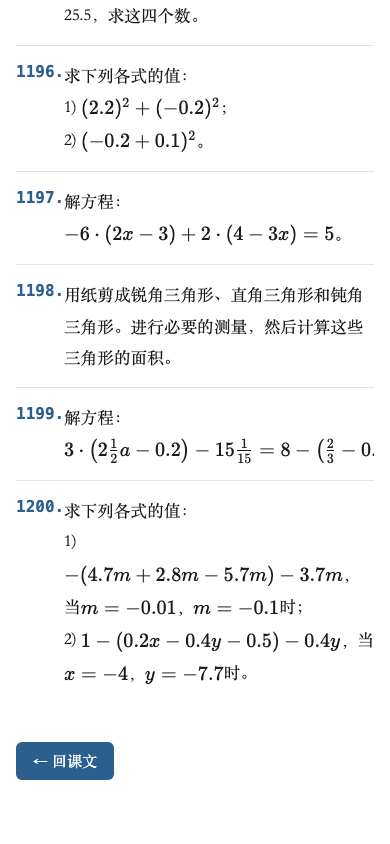 25.5，求这四个数。
1196. 求下列各式的值：
1) (2.2)² + (−0.2)²；
2) (−0.2 + 0.1)²。
1197. 解方程：
−6 · (2x − 3) + 2 · (4 − 3x) = 5。
1198. 用纸剪成锐角三角形、直角三角形和钝角
三角形。进行必要的测量，然后计算这些
三角形的面积。
1199. 解方程：
3 · (2 1/2 a − 0.2) − 15 1/15 = 8 − (2/3 − 0.
1200. 求下列各式的值：
1)
−(4.7m + 2.8m − 5.7m) − 3.7m，
当m = −0.01，m = −0.1时；
2) 1 − (0.2x − 0.4y − 0.5) − 0.4y，当
x = −4，y = −7.7时。
← 回课文